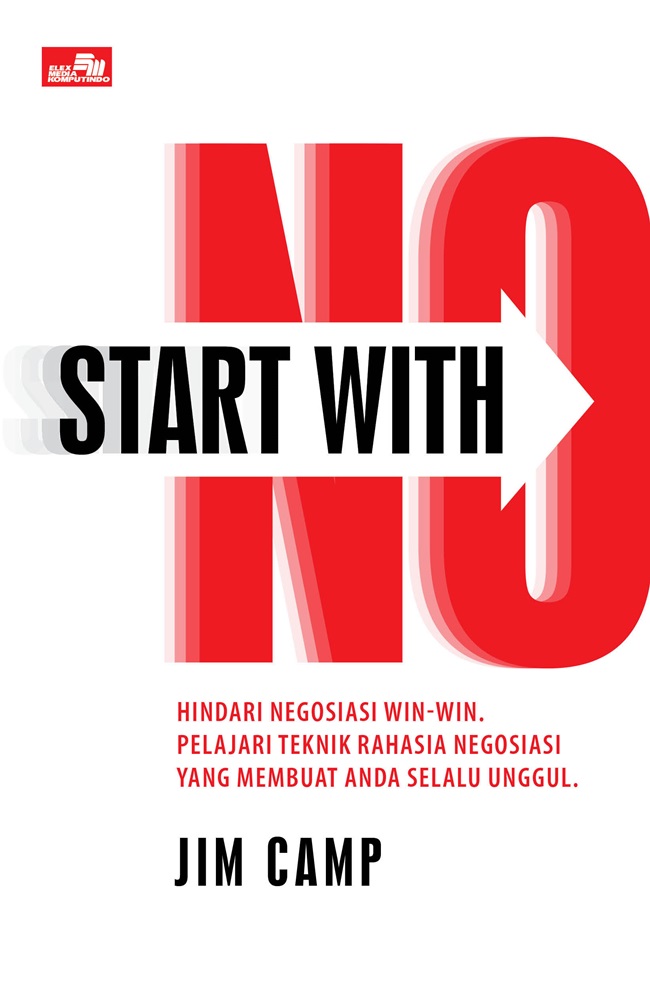 ELEX
MEDIA
KOMPUTINDO
NO
START WITH
HINDARI NEGOSIASI WIN-WIN.
PELAJARI TEKNIK RAHASIA NEGOSIASI
YANG MEMBUAT ANDA SELALU UNGGUL.
JIM CAMP